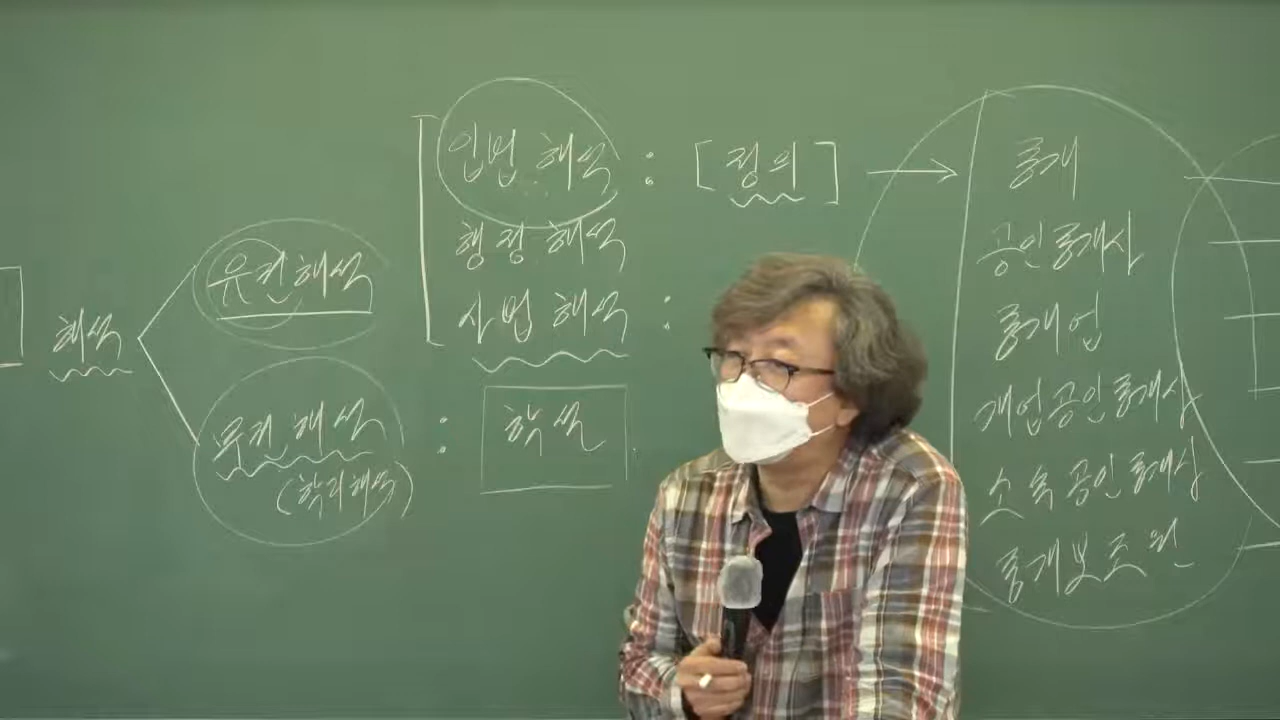 해석
유권해석
무권해석
(학리해석)
입법 해석 : [정의] →
행정 해석
사법 해석 :
: 학설
중개
공인중개사
중개업
개업공인중개사
소속공인중개사
중개보조원